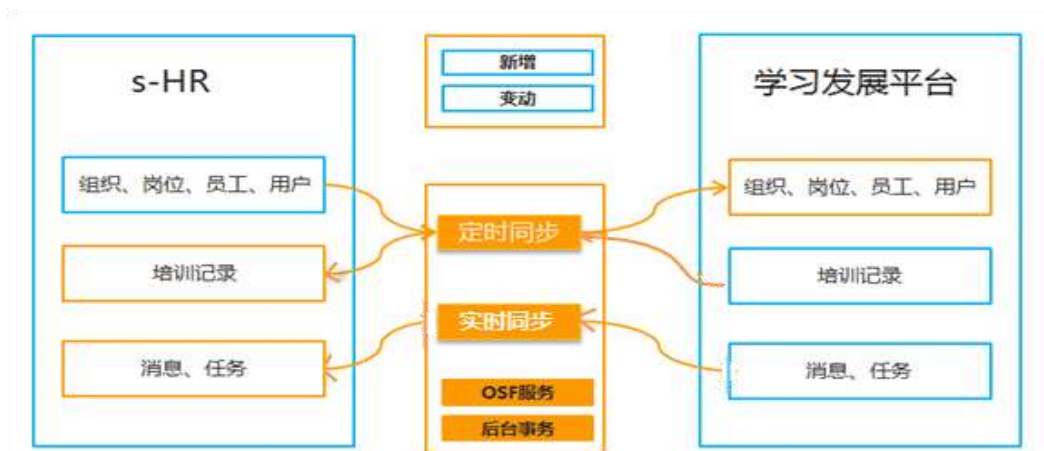 s-HR
组织、岗位、员工、用户
培训记录
消息、任务
新增
变动
定时同步
实时同步
OSF服务
后台事务
学习发展平台
组织、岗位、员工、用户
培训记录
消息、任务